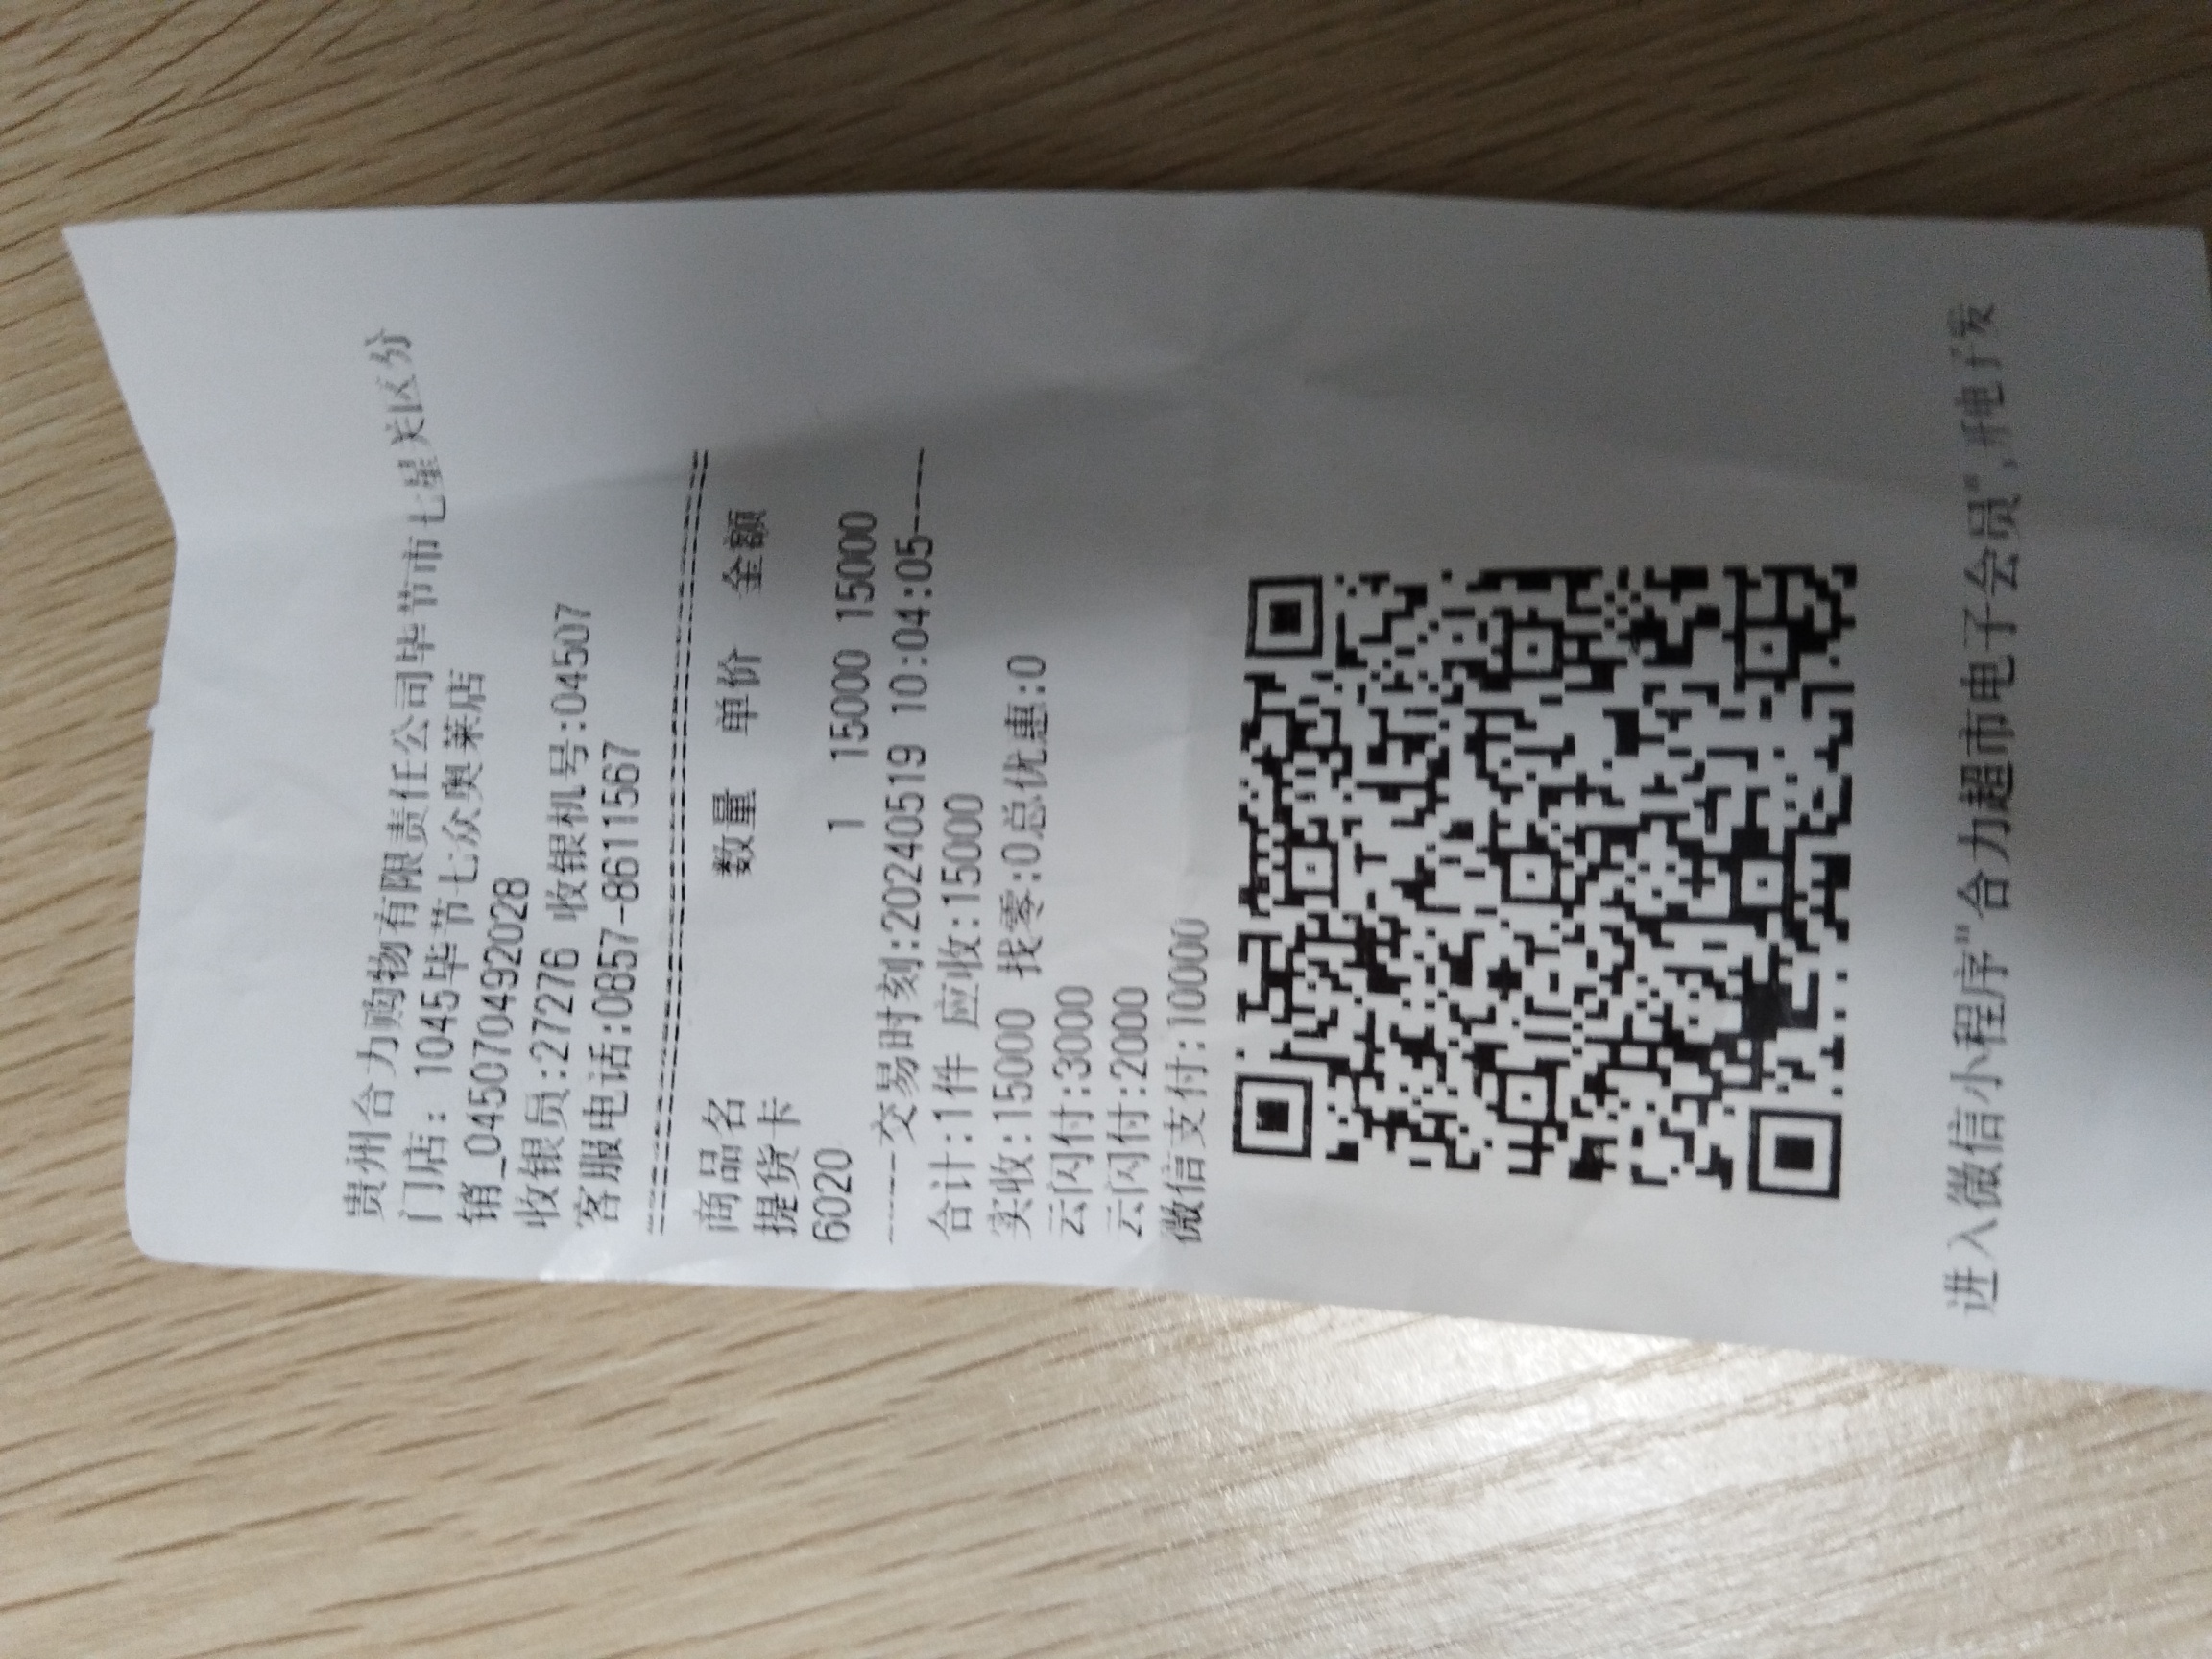 贵州合力购物有限责任公司毕节市市七星关区分
门店: 1045毕节七众奥莱店
销_0450704920028
收银员:27276 收银机号:04507
客服电话:0857-8611567
==========================================
商品名 数量 单价 金额
提货卡
6020 1 15000 15000
------交易时刻:20240519 10:04:05------
合计:1件 应收:15000
实收:15000 找零:0总优惠:0
云闪付:3000
云闪付:2000
微信支付:10000
进入微信小程序"合力超市电子会员",开电子发